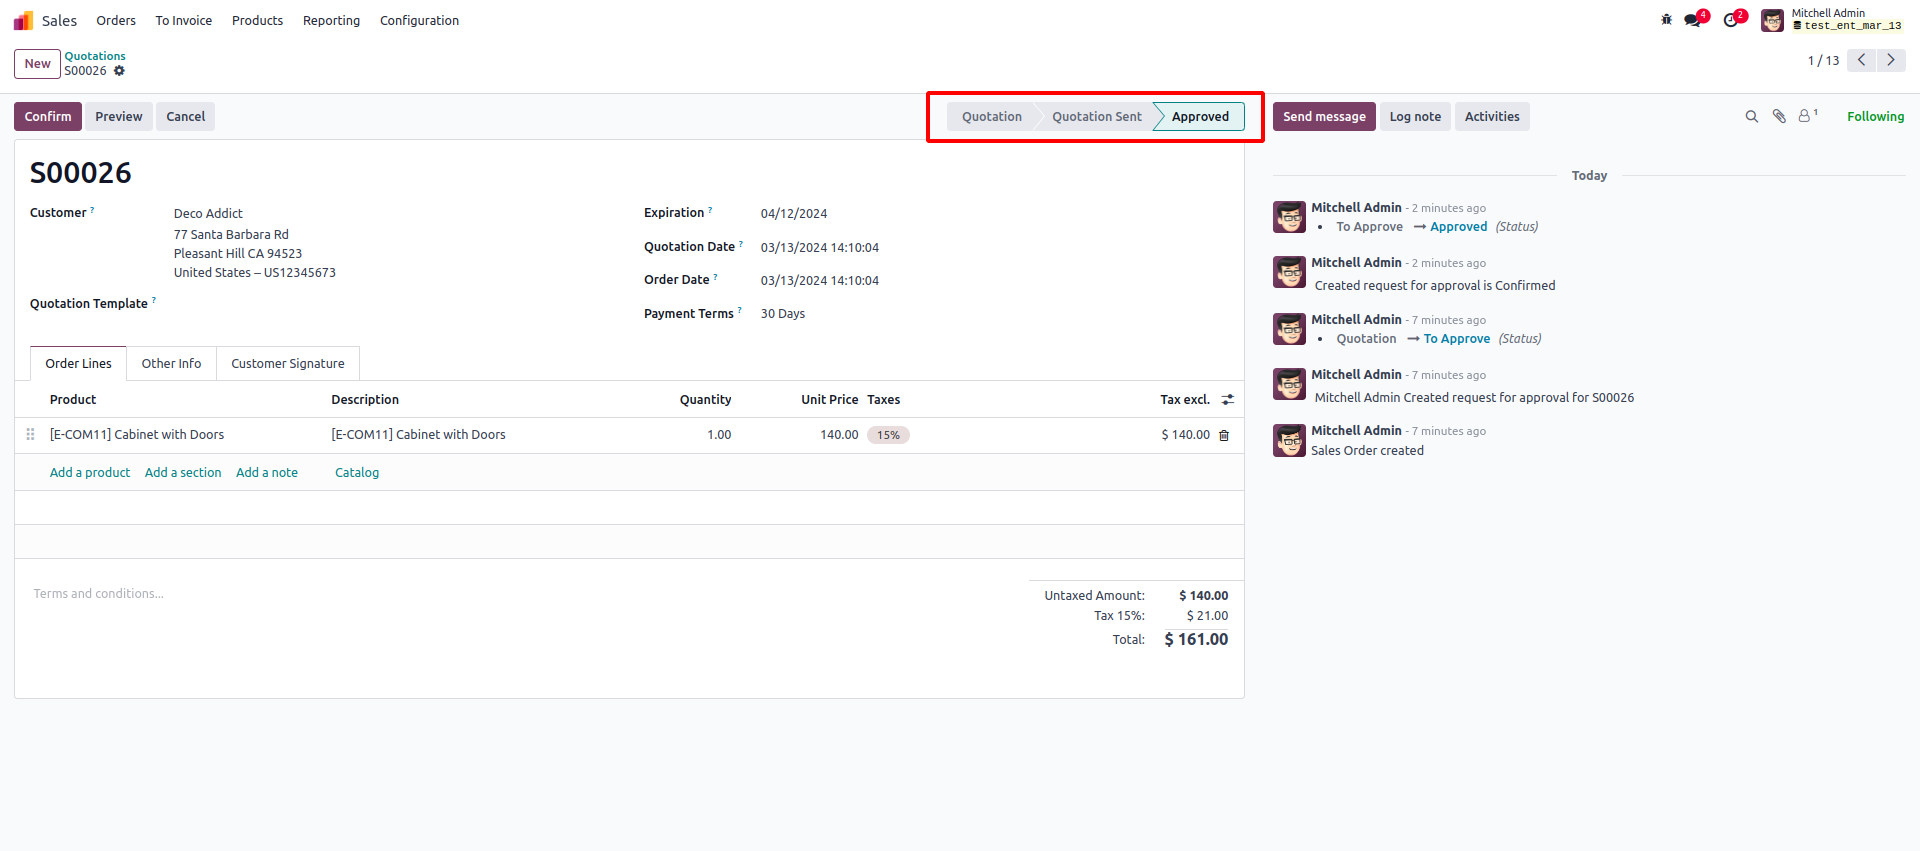 Sales Orders To Invoice Products Reporting Configuration 4 2 Mitchell Admin
test_ent_mar_13
New Quotations
S00026
1 / 13
Confirm Preview Cancel Quotation Quotation Sent Approved Send message Log note Activities 1 Following
S00026
Customer ? Deco Addict
77 Santa Barbara Rd
Pleasant Hill CA 94523
United States – US12345673
Quotation Template ?
Expiration ? 04/12/2024
Quotation Date ? 03/13/2024 14:10:04
Order Date ? 03/13/2024 14:10:04
Payment Terms ? 30 Days
Order Lines Other Info Customer Signature
Product Description Quantity Unit Price Taxes Tax excl.
[E-COM11] Cabinet with Doors [E-COM11] Cabinet with Doors 1.00 140.00 15% $ 140.00
Add a product Add a section Add a note Catalog
Terms and conditions...
Untaxed Amount: $ 140.00
Tax 15%: $ 21.00
Total: $ 161.00
Today
Mitchell Admin - 2 minutes ago
• To Approve → Approved (Status)
Mitchell Admin - 2 minutes ago
Created request for approval is Confirmed
Mitchell Admin - 7 minutes ago
• Quotation → To Approve (Status)
Mitchell Admin - 7 minutes ago
Mitchell Admin Created request for approval for S00026
Mitchell Admin - 7 minutes ago
Sales Order created